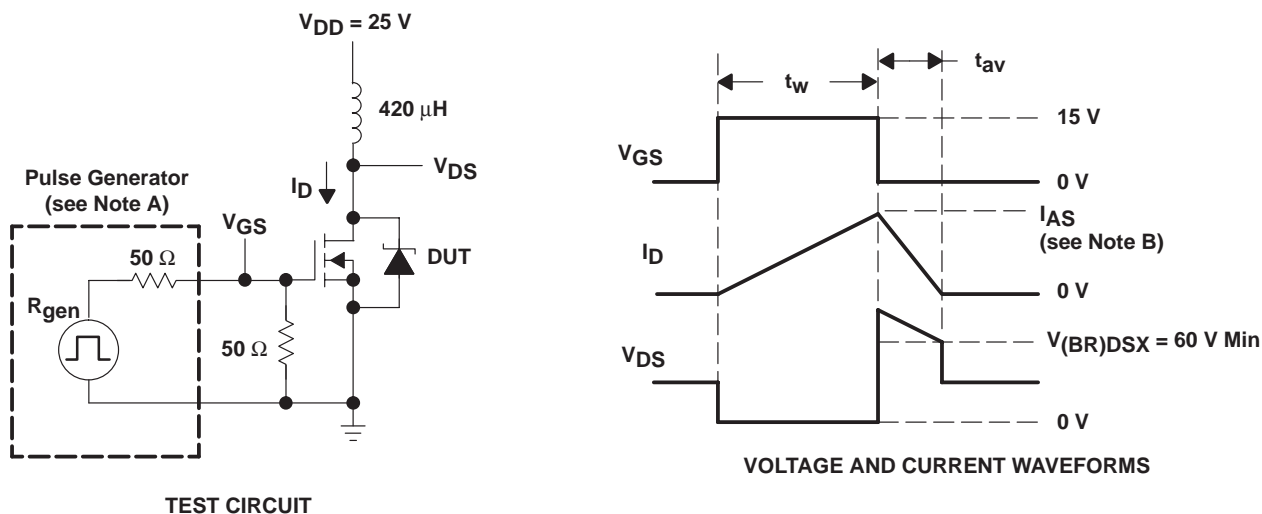 VDD = 25 V
420 μH
VDS
ID
Pulse Generator
(see Note A)
VGS
50 Ω
DUT
Rgen
50 Ω
TEST CIRCUIT
tw
tav
15 V
VGS
0 V
IAS
(see Note B)
ID
0 V
V(BR)DSX = 60 V Min
VDS
0 V
VOLTAGE AND CURRENT WAVEFORMS